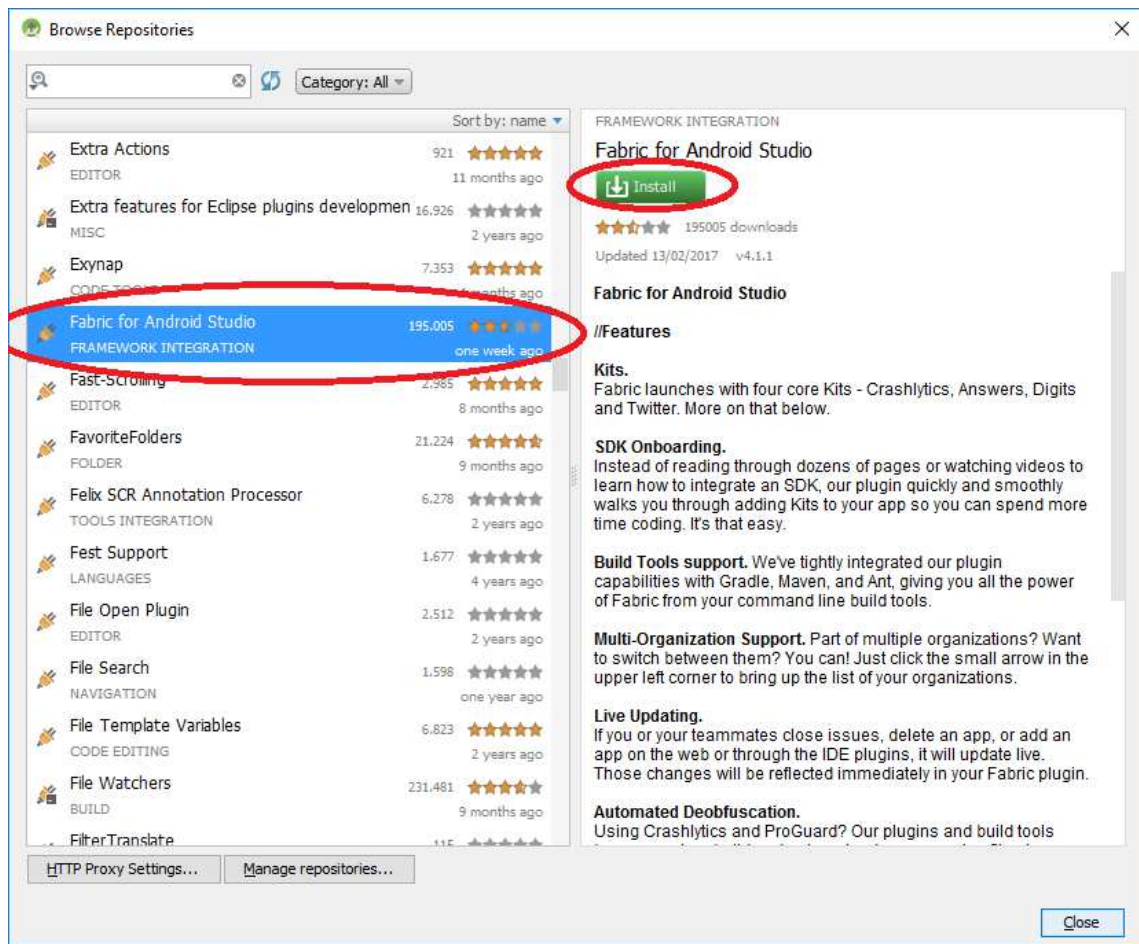 Browse Repositories
Category: All
Sort by: name
Extra Actions 921
EDITOR 11 months ago
Extra features for Eclipse plugins developmen 16.926
MISC 2 years ago
Exynap 7.353
CODE TOOLS months ago
Fabric for Android Studio 195.005
FRAMEWORK INTEGRATION one week ago
Fast-Scrolling 2.985
EDITOR 8 months ago
FavoriteFolders 21.224
FOLDER 9 months ago
Felix SCR Annotation Processor 6.278
TOOLS INTEGRATION 2 years ago
Fest Support 1.677
LANGUAGES 4 years ago
File Open Plugin 2.512
EDITOR 2 years ago
File Search 1.598
NAVIGATION one year ago
File Template Variables 6.823
CODE EDITING 2 years ago
File Watchers 231.481
BUILD 9 months ago
FilterTranslate 115
HTTP Proxy Settings...
Manage repositories...
FRAMEWORK INTEGRATION
Fabric for Android Studio
Install
195005 downloads
Updated 13/02/2017 v4.1.1
Fabric for Android Studio
//Features
Kits.
Fabric launches with four core Kits - Crashlytics, Answers, Digits
and Twitter. More on that below.
SDK Onboarding.
Instead of reading through dozens of pages or watching videos to
learn how to integrate an SDK, our plugin quickly and smoothly
walks you through adding Kits to your app so you can spend more
time coding. It's that easy.
Build Tools support. We've tightly integrated our plugin
capabilities with Gradle, Maven, and Ant, giving you all the power
of Fabric from your command line build tools.
Multi-Organization Support. Part of multiple organizations? Want
to switch between them? You can! Just click the small arrow in the
upper left corner to bring up the list of your organizations.
Live Updating.
If you or your teammates close issues, delete an app, or add an
app on the web or through the IDE plugins, it will update live.
Those changes will be reflected immediately in your Fabric plugin.
Automated Deobfuscation.
Using Crashlytics and ProGuard? Our plugins and build tools
Close